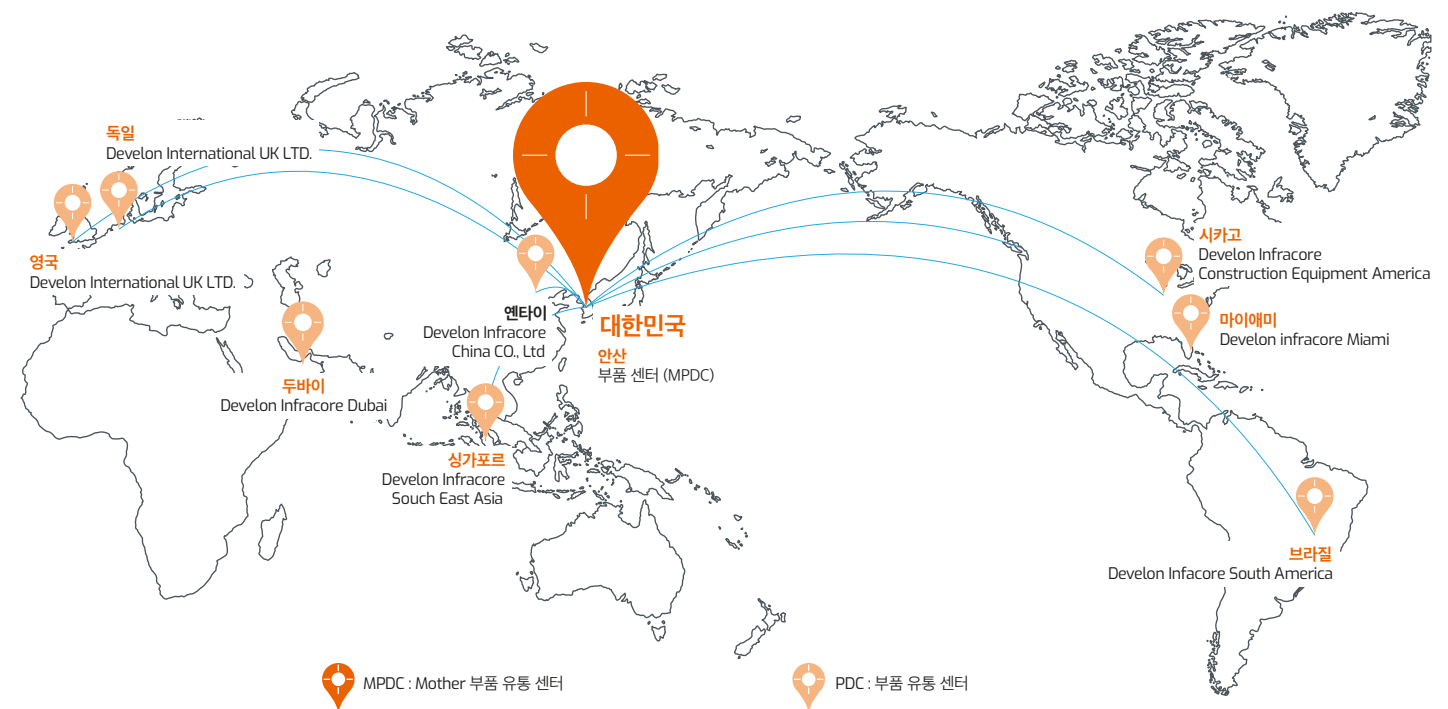 독일
Develon International UK LTD.
영국
Develon International UK LTD.
두바이
Develon Infracore Dubai
옌타이
Develon Infracore
China CO., Ltd
싱가포르
Develon Infracore
Souch East Asia
대한민국
안산
부품 센터 (MPDC)
시카고
Develon Infracore
Construction Equipment America
마이애미
Develon infracore Miami
브라질
Develon Infacore South America
MPDC : Mother 부품 유통 센터
PDC : 부품 유통 센터